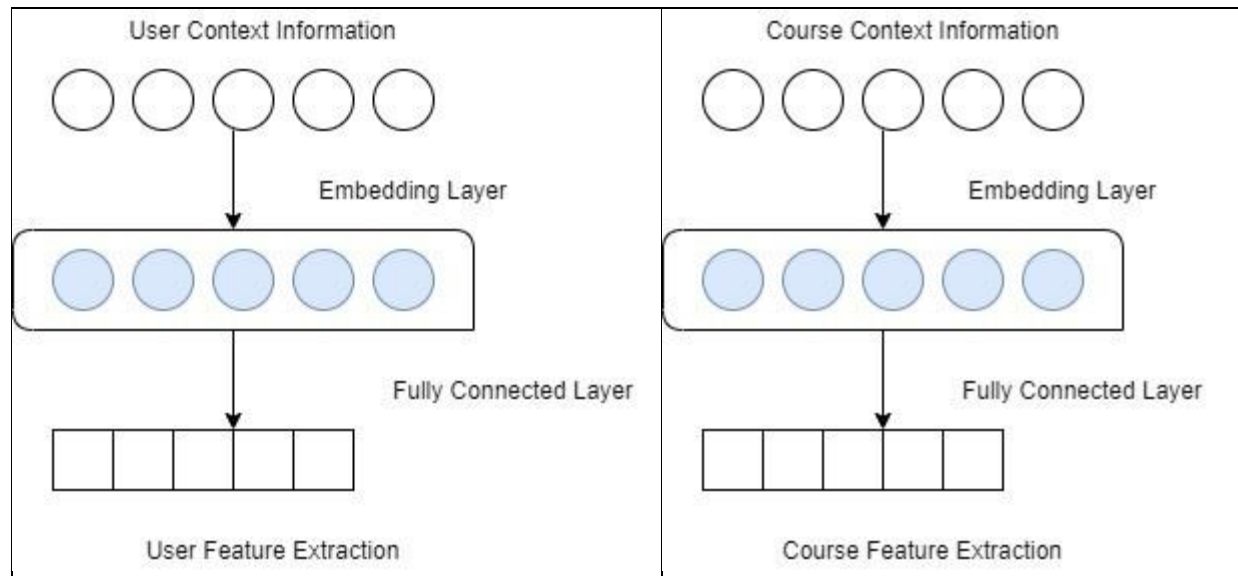 User Context Information
Embedding Layer
Fully Connected Layer
User Feature Extraction
Course Context Information
Embedding Layer
Fully Connected Layer
Course Feature Extraction